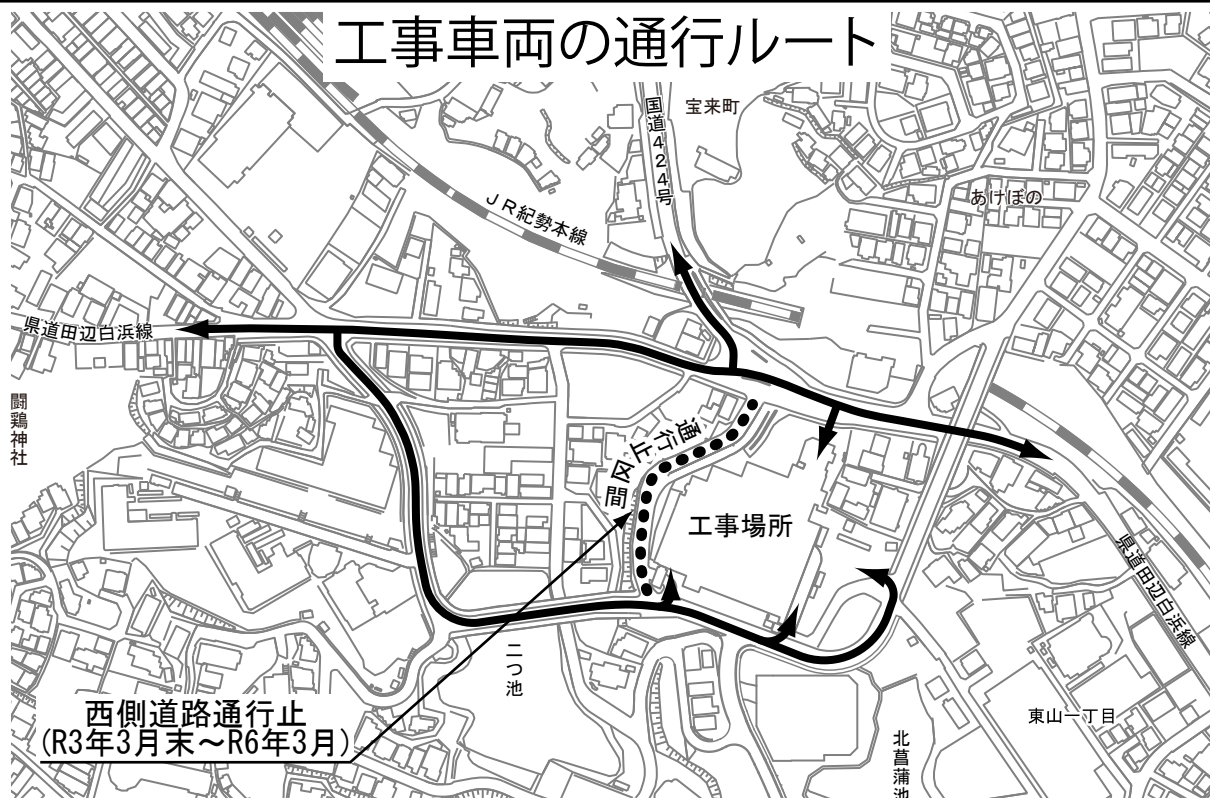 工事車両の通行ルート
宝来町
国道424号
あけぼの
JR紀勢本線
県道田辺白浜線
闘鶏神社
通行止区間
工事場所
県道田辺白浜線
二つ池
西側道路通行止
(R3年3月末～R6年3月)
東山一丁目
北菖蒲池